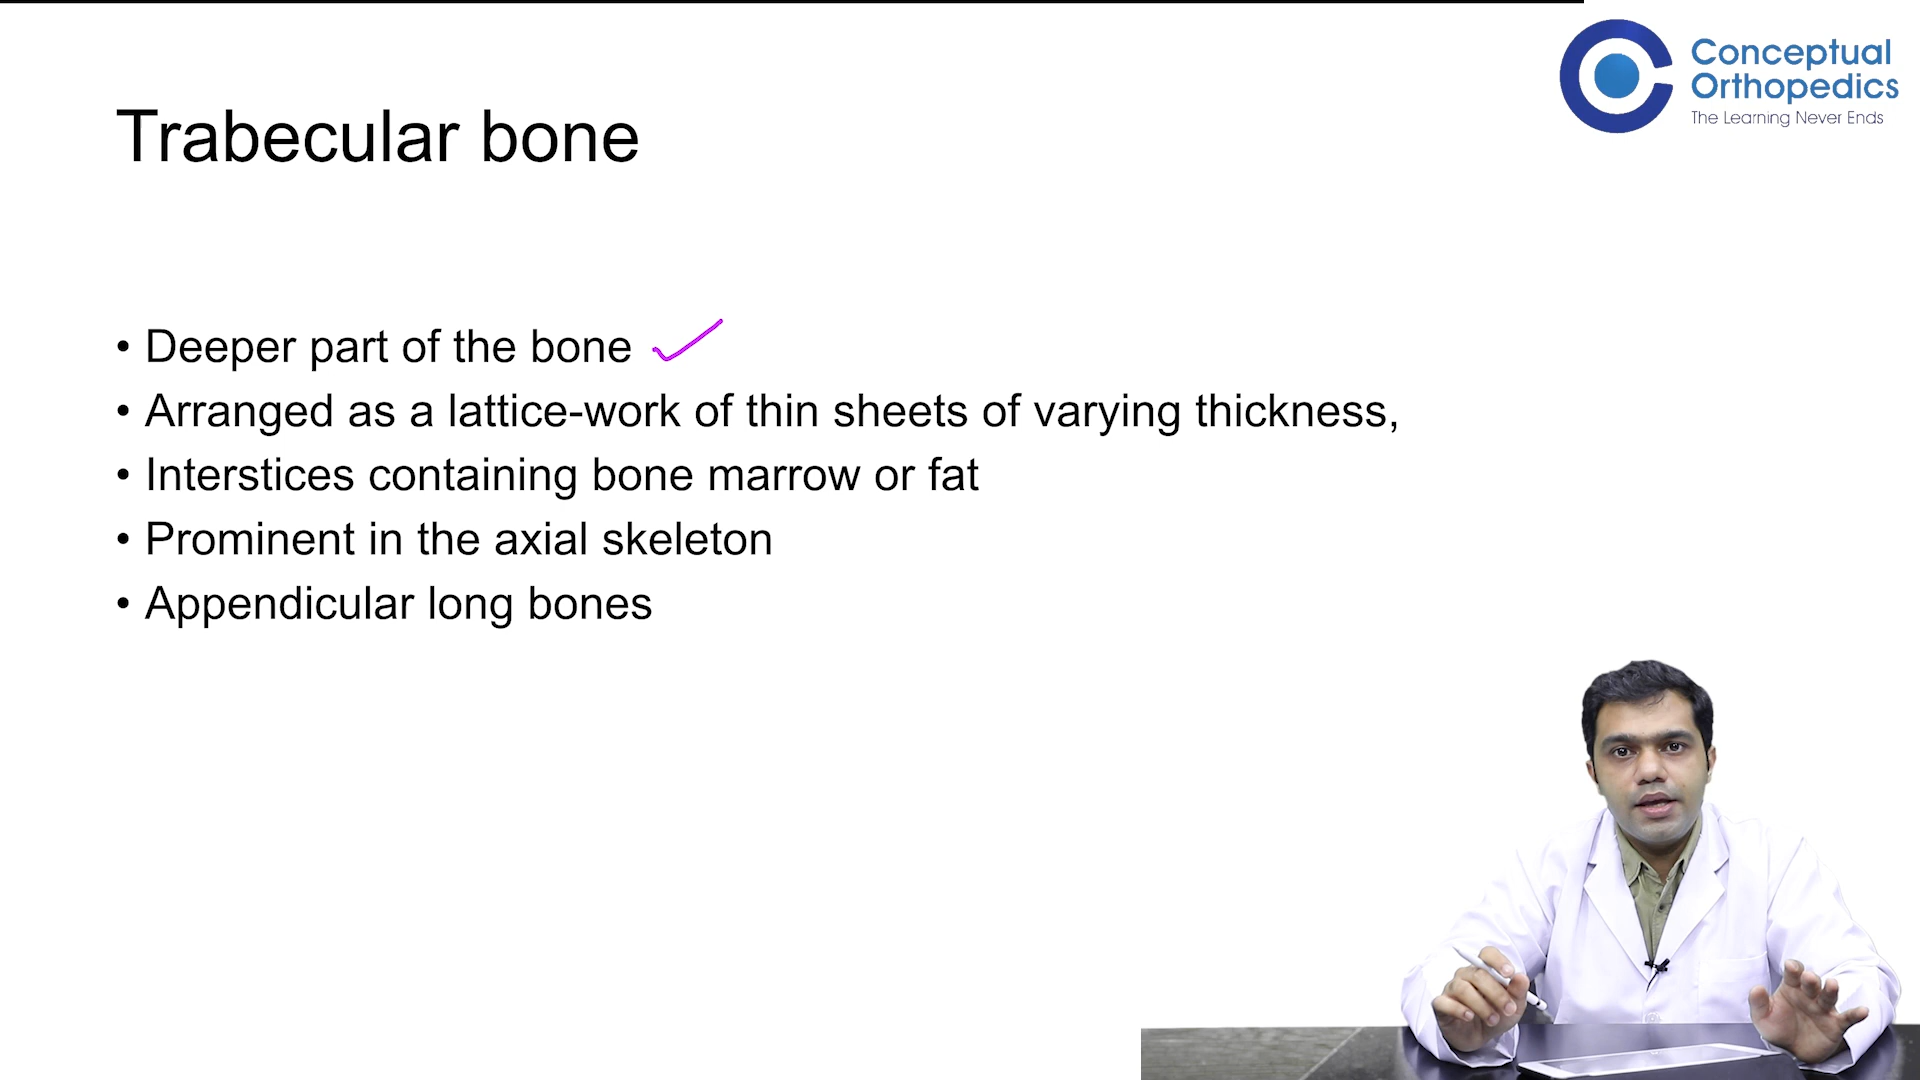 Conceptual
Orthopedics
The Learning Never Ends
Trabecular bone
• Deeper part of the bone
• Arranged as a lattice-work of thin sheets of varying thickness,
• Interstices containing bone marrow or fat
• Prominent in the axial skeleton
• Appendicular long bones